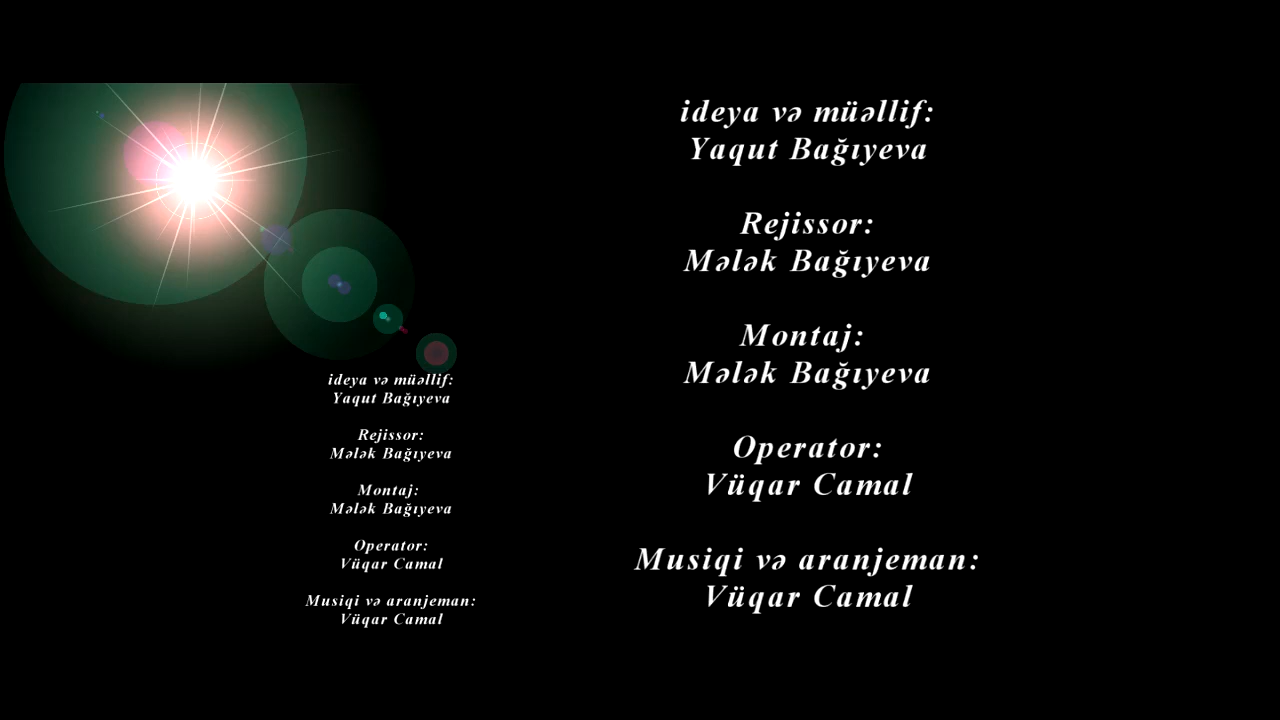 ideya və müəllif:
Yaqut Bağıyeva
Rejissor:
Mələk Bağıyeva
Montaj:
Mələk Bağıyeva
Operator:
Vüqar Camal
Musiqi və aranjeman:
Vüqar Camal
ideya və müəllif:
Yaqut Bağıyeva
Rejissor:
Mələk Bağıyeva
Montaj:
Mələk Bağıyeva
Operator:
Vüqar Camal
Musiqi və aranjeman:
Vüqar Camal